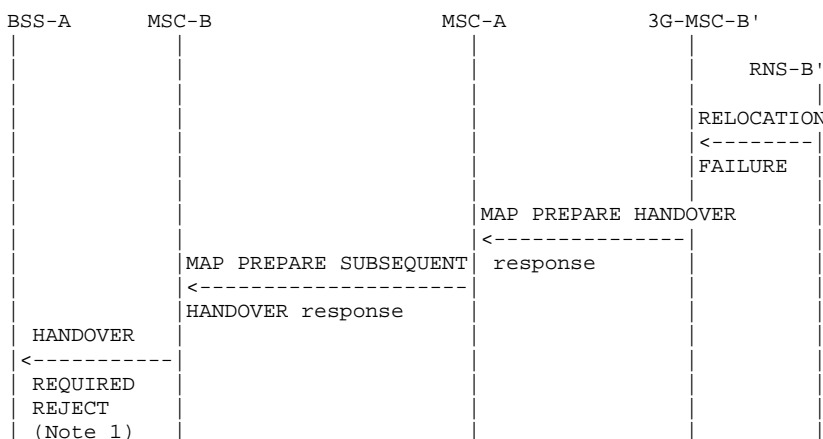 BSS-A MSC-B MSC-A 3G-MSC-B'
RNS-B'
RELOCATION
FAILURE
MAP PREPARE HANDOVER
MAP PREPARE SUBSEQUENT response
HANDOVER response
HANDOVER
REQUIRED
REJECT
(Note 1)